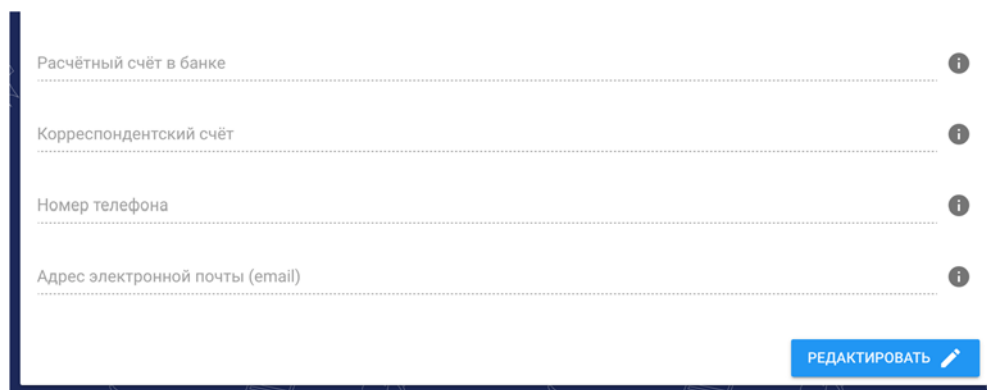 Расчётный счёт в банке
Корреспондентский счёт
Номер телефона
Адрес электронной почты (email)
РЕДАКТИРОВАТЬ